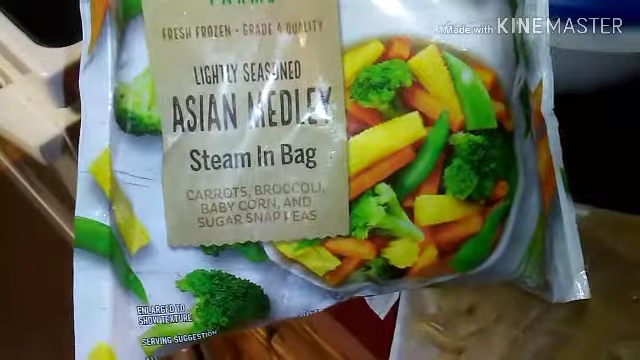 Made with KINEMASTER
FRESH FROZEN • GRADE A QUALITY
LIGHTLY SEASONED
ASIAN MEDLEY
Steam In Bag
CARROTS, BROCCOLI,
BABY CORN, AND
SUGAR SNAP PEAS
ENLARGED TO
SHOW TEXTURE
SERVING SUGGESTION